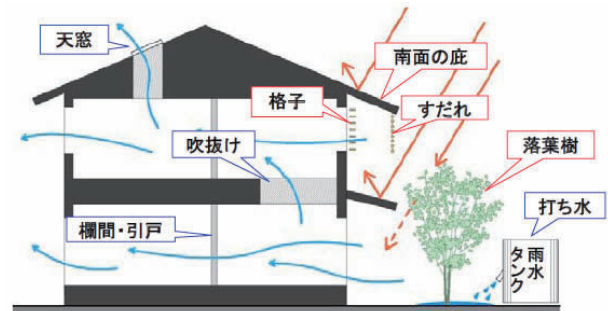 天窓
南面の庇
格子
すだれ
吹抜け
落葉樹
打ち水
欄間・引戸
雨水
タンク